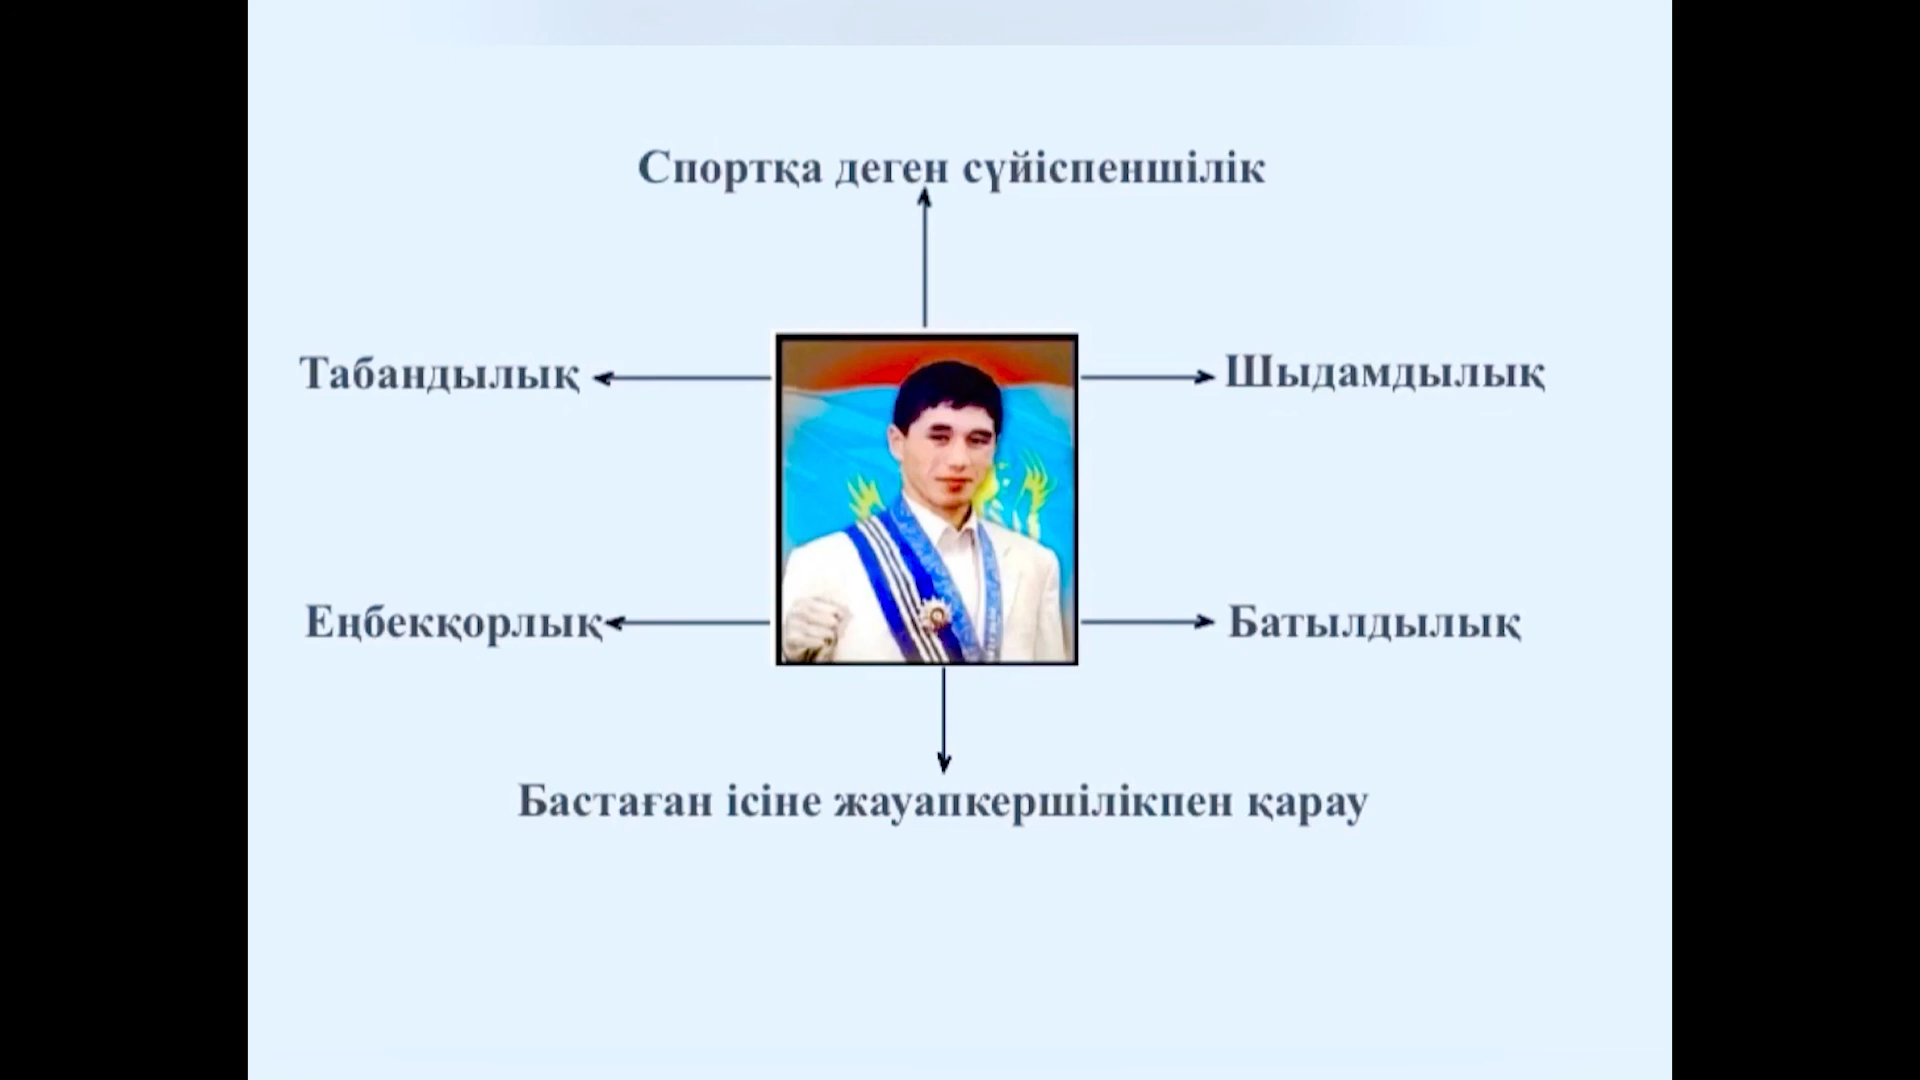 Спортқа деген сүйіспеншілік
Табандылық
Шыдамдылық
Еңбекқорлық
Батылдылық
Бастаған ісіне жауапкершілікпен қарау